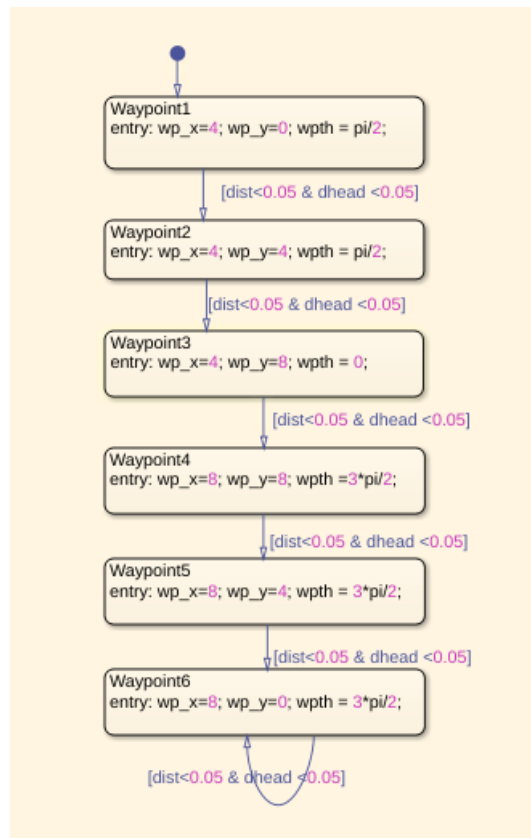 Waypoint1
entry: wp_x=4; wp_y=0; wpth = pi/2;
[dist<0.05 & dhead <0.05]
Waypoint2
entry: wp_x=4; wp_y=4; wpth = pi/2;
[dist<0.05 & dhead <0.05]
Waypoint3
entry: wp_x=4; wp_y=8; wpth = 0;
[dist<0.05 & dhead <0.05]
Waypoint4
entry: wp_x=8; wp_y=8; wpth =3*pi/2;
[dist<0.05 & dhead <0.05]
Waypoint5
entry: wp_x=8; wp_y=4; wpth = 3*pi/2;
[dist<0.05 & dhead <0.05]
Waypoint6
entry: wp_x=8; wp_y=0; wpth = 3*pi/2;
[dist<0.05 & dhead <0.05]